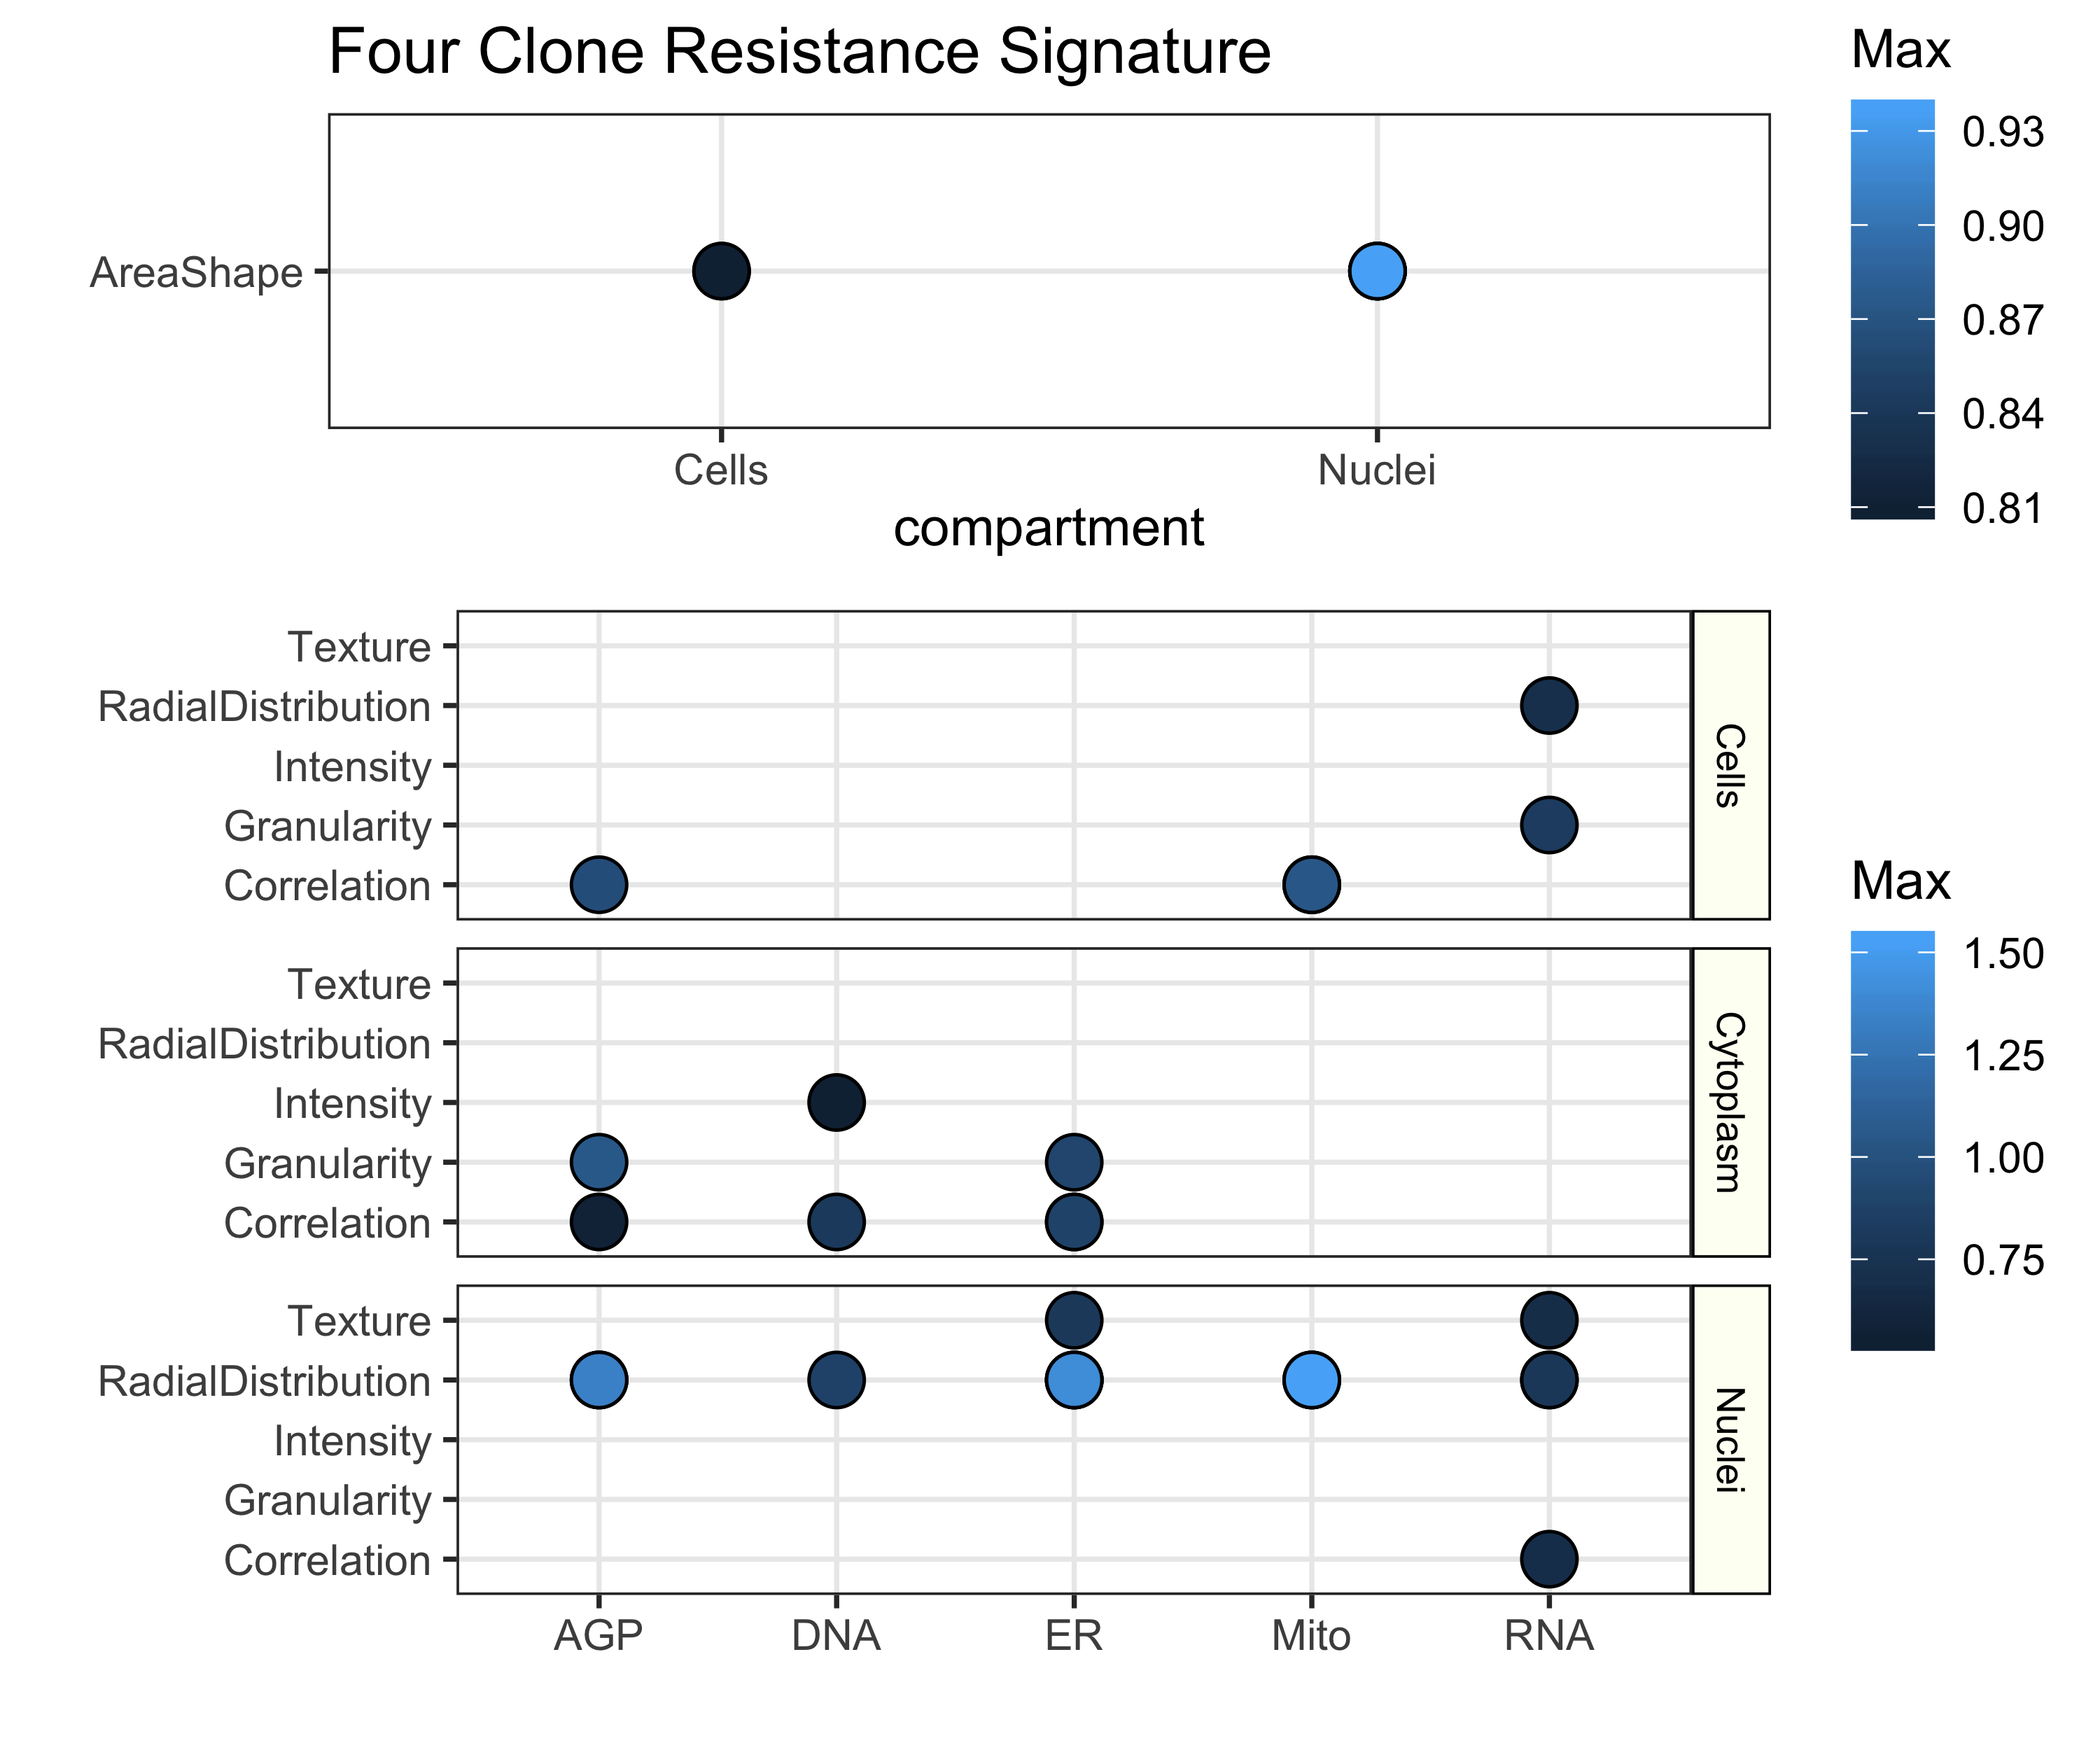 Four Clone Resistance Signature
AreaShape
Cells
Nuclei
compartment
Max
0.93
0.90
0.87
0.84
0.81
Texture
RadialDistribution
Intensity
Granularity
Correlation
Cells
Texture
RadialDistribution
Intensity
Granularity
Correlation
Cytoplasm
Texture
RadialDistribution
Intensity
Granularity
Correlation
Nuclei
AGP
DNA
ER
Mito
RNA
Max
1.50
1.25
1.00
0.75